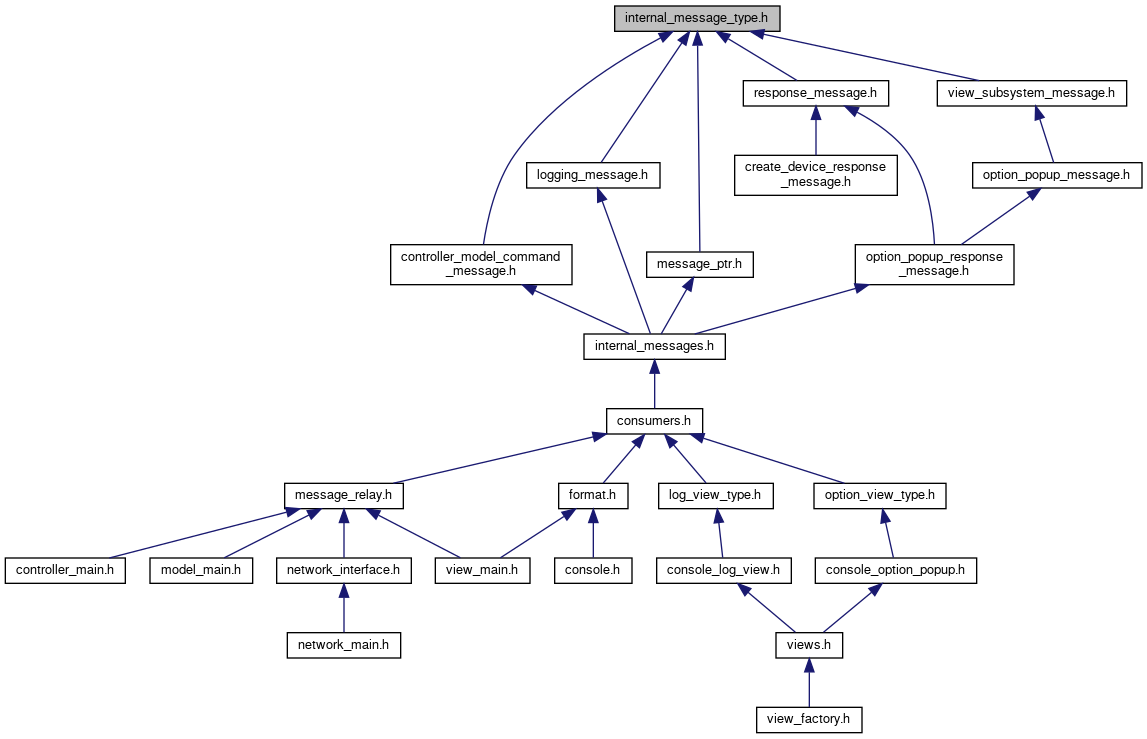 internal_message_type.h
response_message.h
view_subsystem_message.h
create_device_response
_message.h
logging_message.h
option_popup_message.h
controller_model_command
_message.h
message_ptr.h
option_popup_response
_message.h
internal_messages.h
consumers.h
message_relay.h
format.h
log_view_type.h
option_view_type.h
controller_main.h
model_main.h
network_interface.h
view_main.h
console.h
console_log_view.h
console_option_popup.h
network_main.h
views.h
view_factory.h